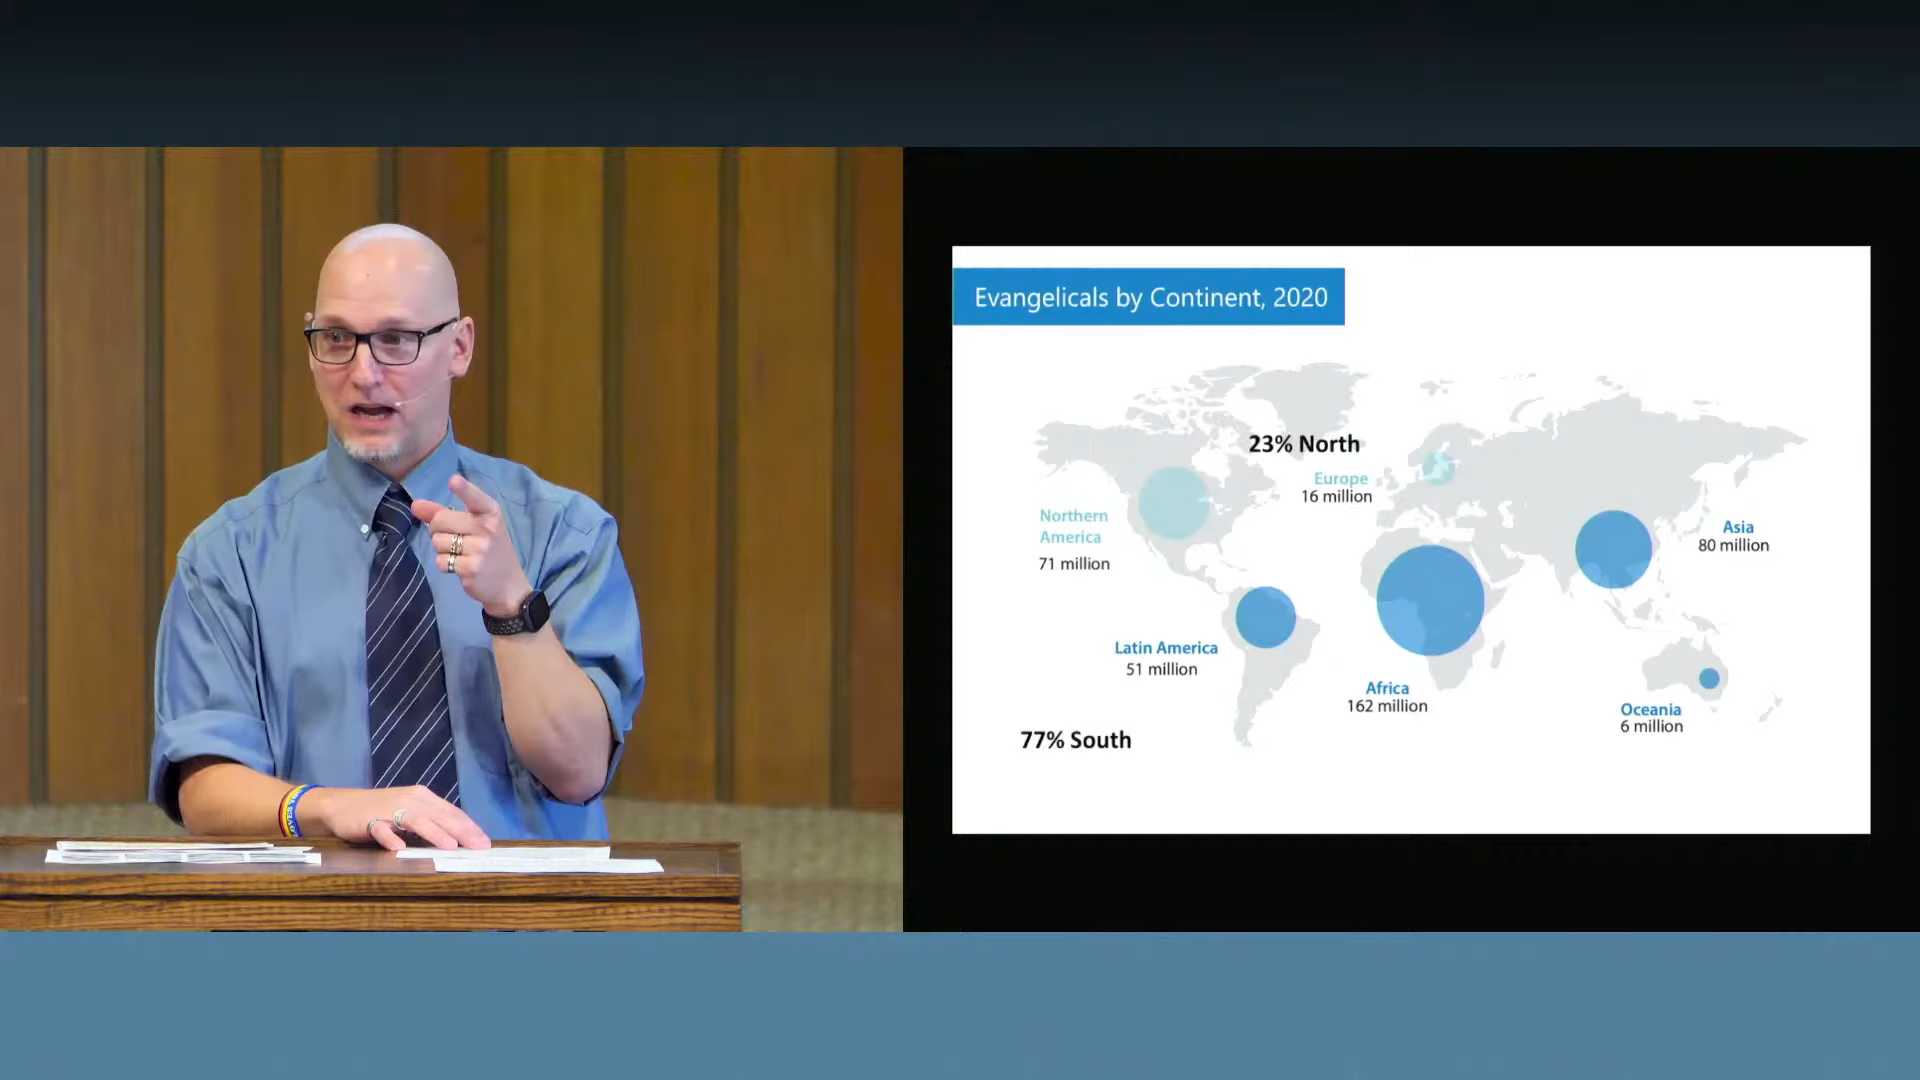 Evangelicals by Continent, 2020
23% North
Europe
16 million
Northern
America
71 million
Asia
80 million
Latin America
51 million
Africa
162 million
Oceania
6 million
77% South